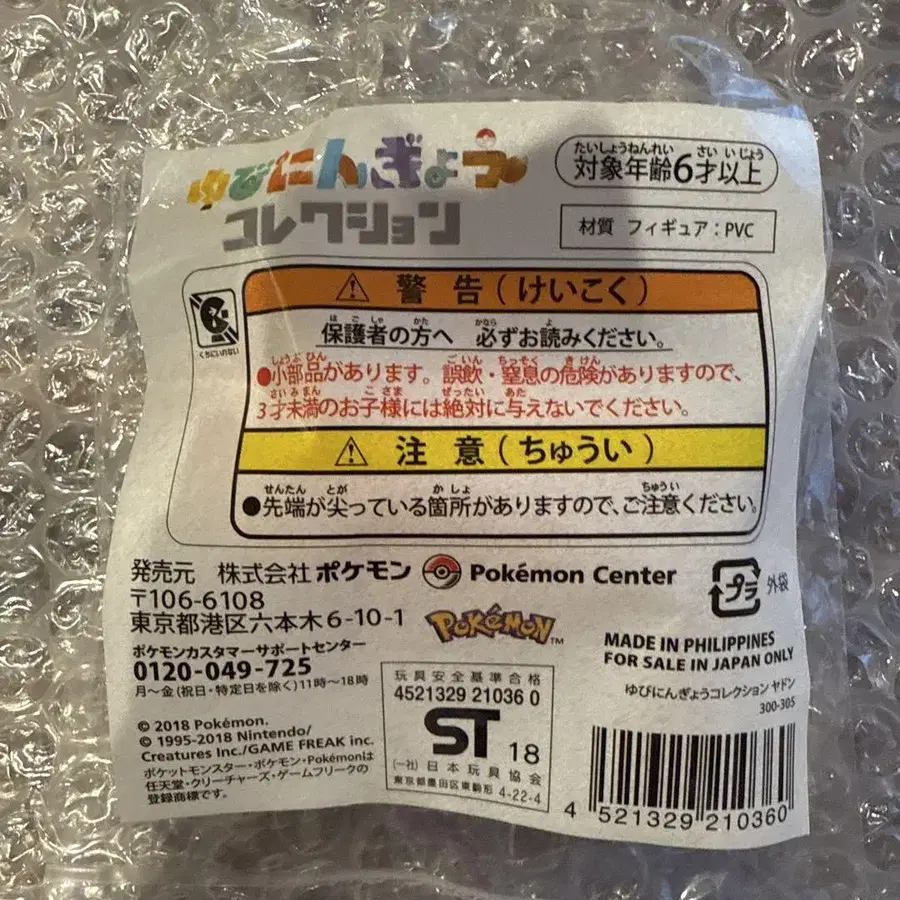 ゆびにんぎょう
コレクション
たいしょうねんれい さい いじょう
対象年齢6才以上
材質 フィギュア:PVC
くちにいれない
⚠ 警告(けいこく)
ほごしゃ かた かなら よ
保護者の方へ 必ずお読みください。
しょうぶひん ごいん ちっそく きけん
●小部品があります。誤飲・窒息の危険がありますので、
さいみまん こさま ぜったい あた
3才未満のお子様には絶対に与えないでください。
⚠ 注意(ちゅうい)
せんたん とが かしょ ちゅうい
●先端が尖っている箇所がありますので、ご注意ください。
発売元 株式会社ポケモン Pokémon Center
〒106-6108
東京都港区六本木6-10-1
プラ 外袋
POKéMON™
ポケモンカスタマーサポートセンター
0120-049-725
月~金(祝日・特定日を除く)11時~18時
MADE IN PHILIPPINES
FOR SALE IN JAPAN ONLY
ゆびにんぎょうコレクション ヤドン
300-305
© 2018 Pokémon.
© 1995-2018 Nintendo/
Creatures Inc./GAME FREAK inc.
ポケットモンスター・ポケモン・Pokémonは
任天堂・クリーチャーズ・ゲームフリークの
登録商標です。
玩具安全基準合格
4521329 21036 0
ST 18
(一社)日本玩具協会
東京都墨田区東駒形 4-22-4
4 521329 210360